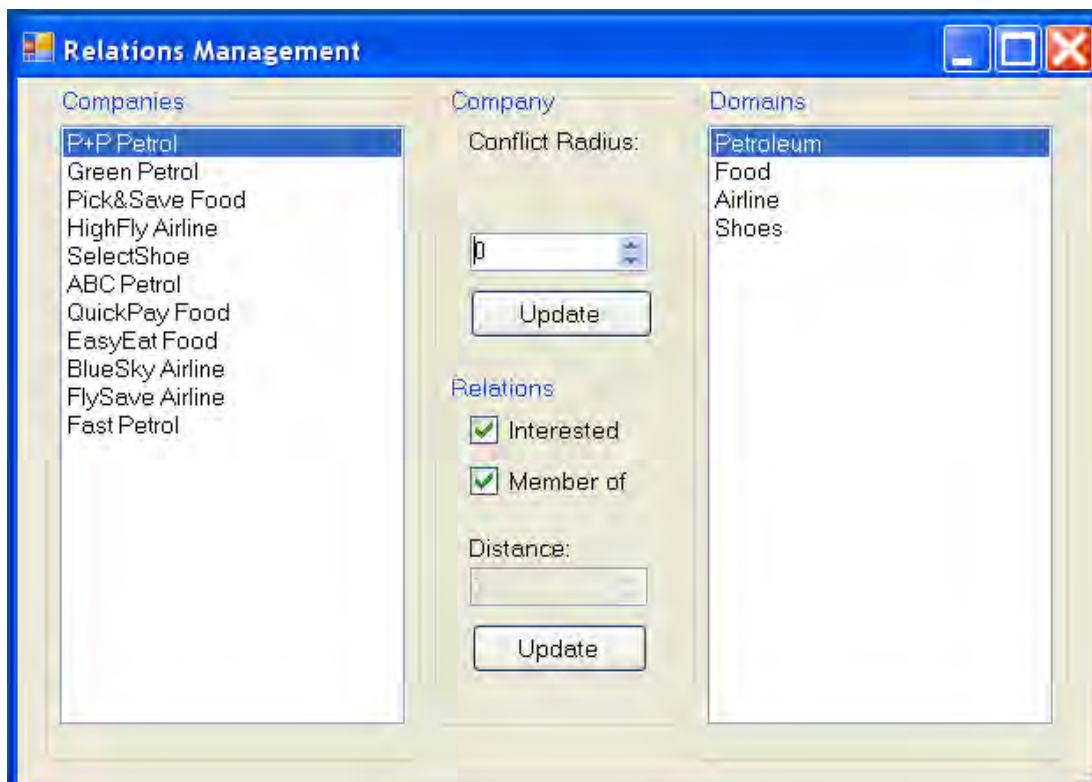 Relations Management
Companies
P+P Petrol
Green Petrol
Pick&Save Food
HighFly Airline
SelectShoe
ABC Petrol
QuickPay Food
EasyEat Food
BlueSky Airline
FlySave Airline
Fast Petrol
Company
Conflict Radius:
0
Update
Relations
Interested
Member of
Distance:
Update
Domains
Petroleum
Food
Airline
Shoes